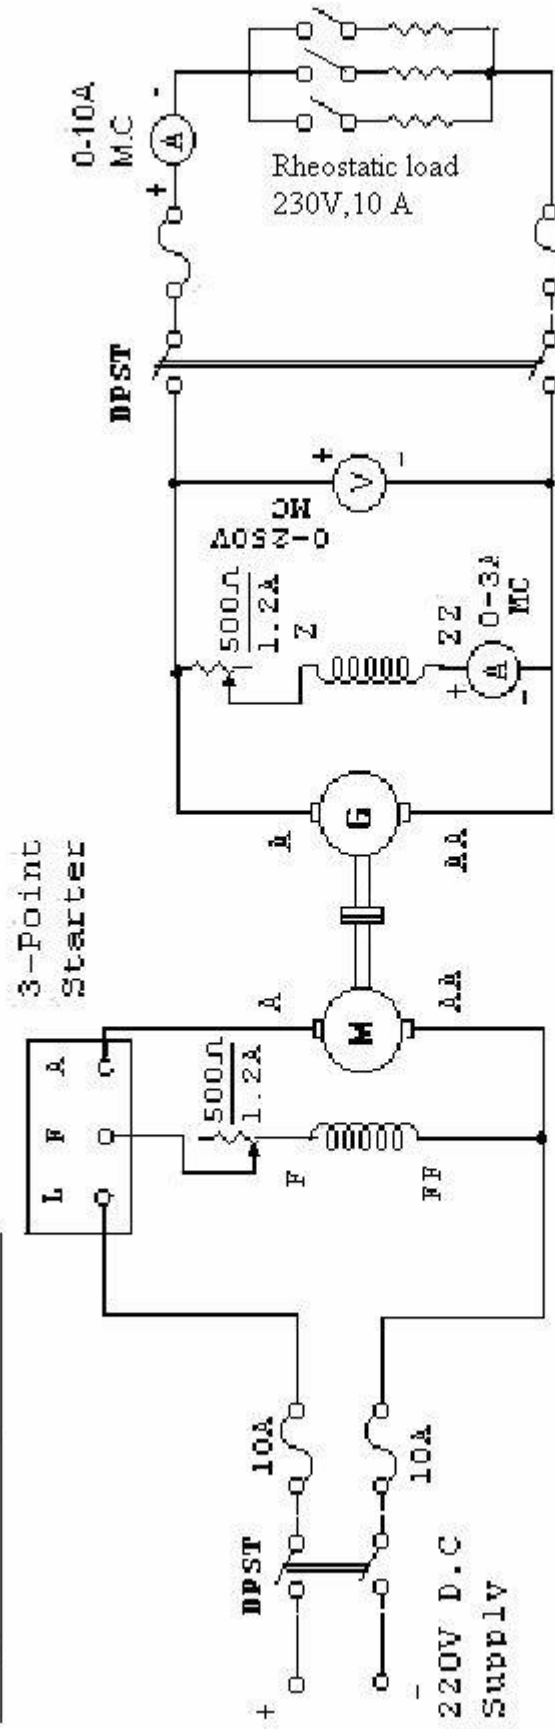 3-Point
Starter
L F A
+
DPST
10A
10A
-
220V D.C
Supply
500Ω
1.2A
F
FF
A
M
AA
A
G
AA
500Ω
1.2A
Z
ZZ
+
A
-
0-3A
MC
0-250V
MC
+
V
-
DPST
0-10A
M.C
+
A
-
Rheostatic load
230V,10 A